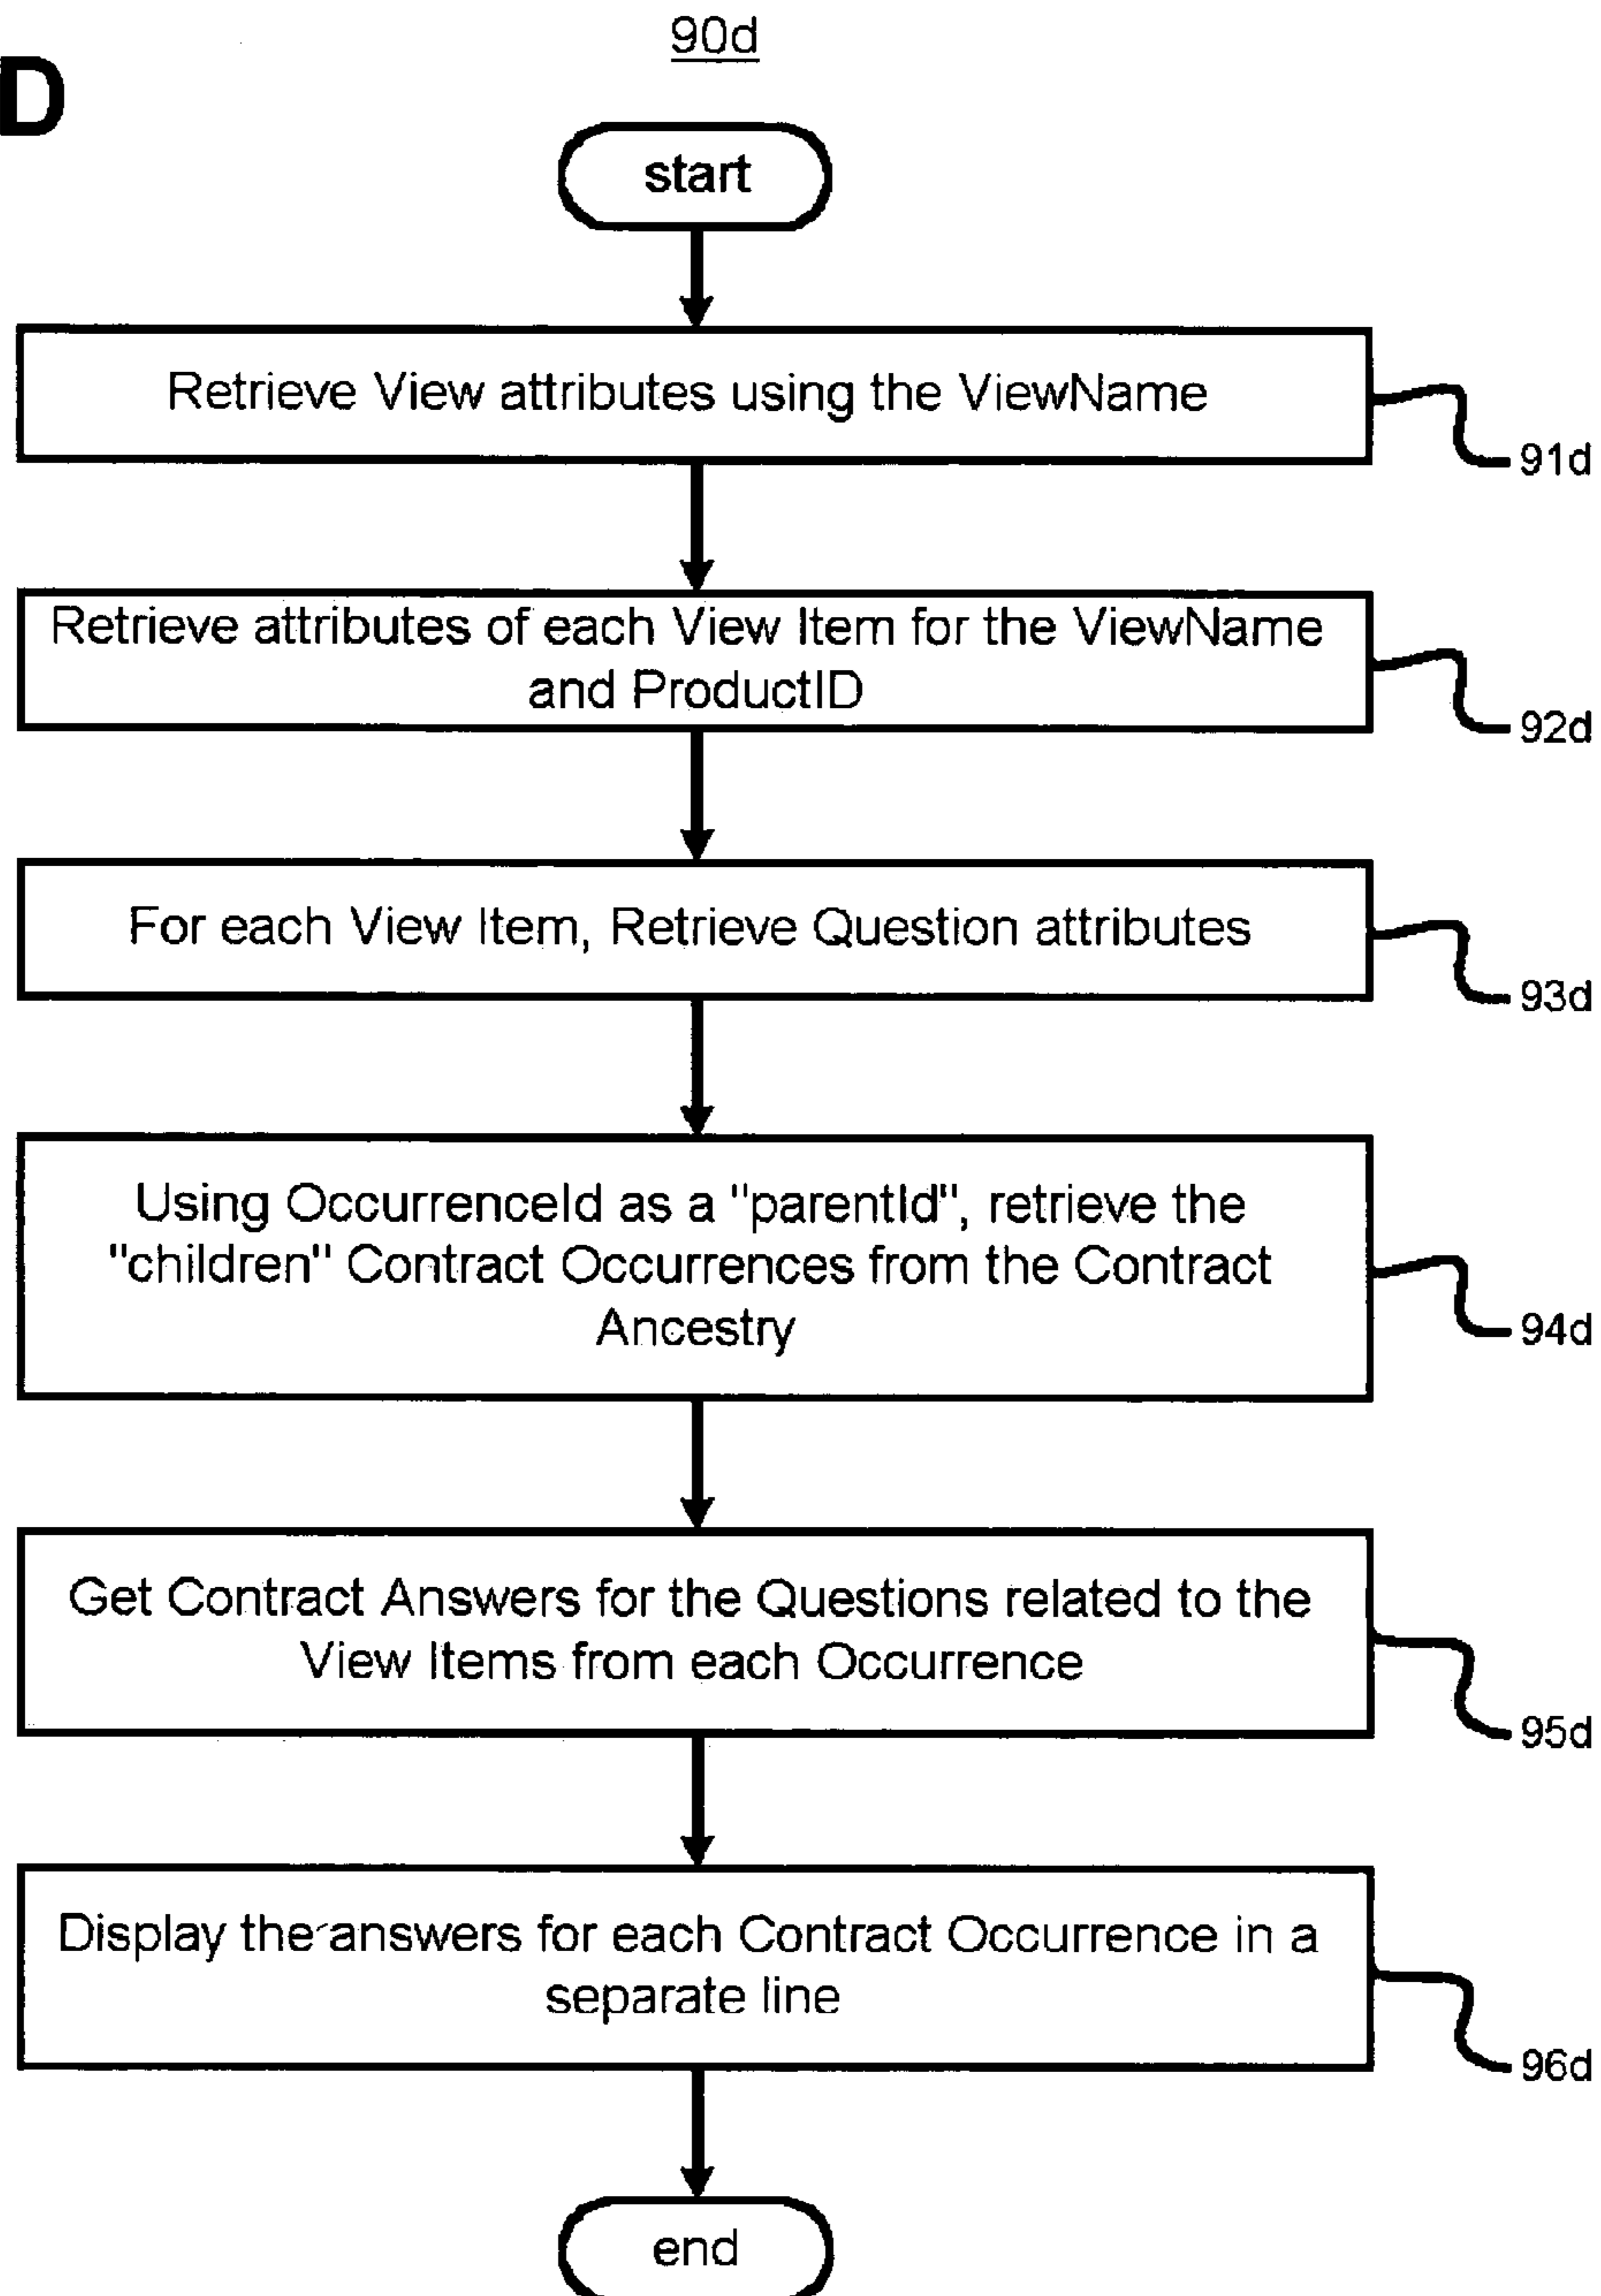 90d
D
start
Retrieve View attributes using the ViewName
91d
Retrieve attributes of each View Item for the ViewName
and ProductID
92d
For each View Item, Retrieve Question attributes
93d
Using OccurrenceId as a "parentId", retrieve the
"children" Contract Occurrences from the Contract
Ancestry
94d
Get Contract Answers for the Questions related to the
View Items from each Occurrence
95d
Display the answers for each Contract Occurrence in a
separate line
96d
end